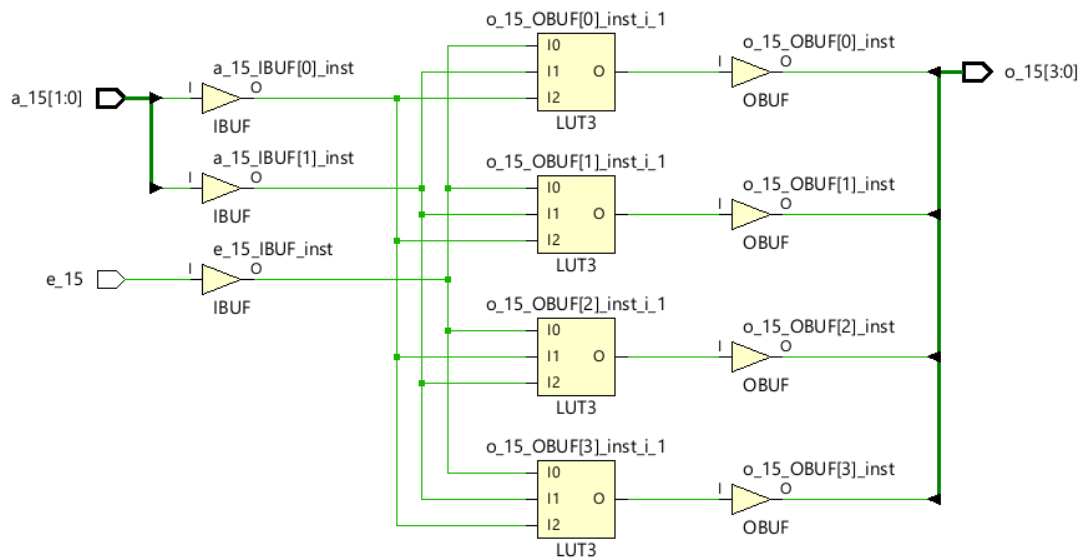 a_15[1:0]
I
a_15_IBUF[0]_inst
O
IBUF
I
a_15_IBUF[1]_inst
O
IBUF
e_15
I
e_15_IBUF_inst
O
IBUF
o_15_OBUF[0]_inst_i_1
I0
I1
I2
O
LUT3
o_15_OBUF[1]_inst_i_1
I0
I1
I2
O
LUT3
o_15_OBUF[2]_inst_i_1
I0
I1
I2
O
LUT3
o_15_OBUF[3]_inst_i_1
I0
I1
I2
O
LUT3
o_15_OBUF[0]_inst
I
O
OBUF
o_15_OBUF[1]_inst
I
O
OBUF
o_15_OBUF[2]_inst
I
O
OBUF
o_15_OBUF[3]_inst
I
O
OBUF
o_15[3:0]